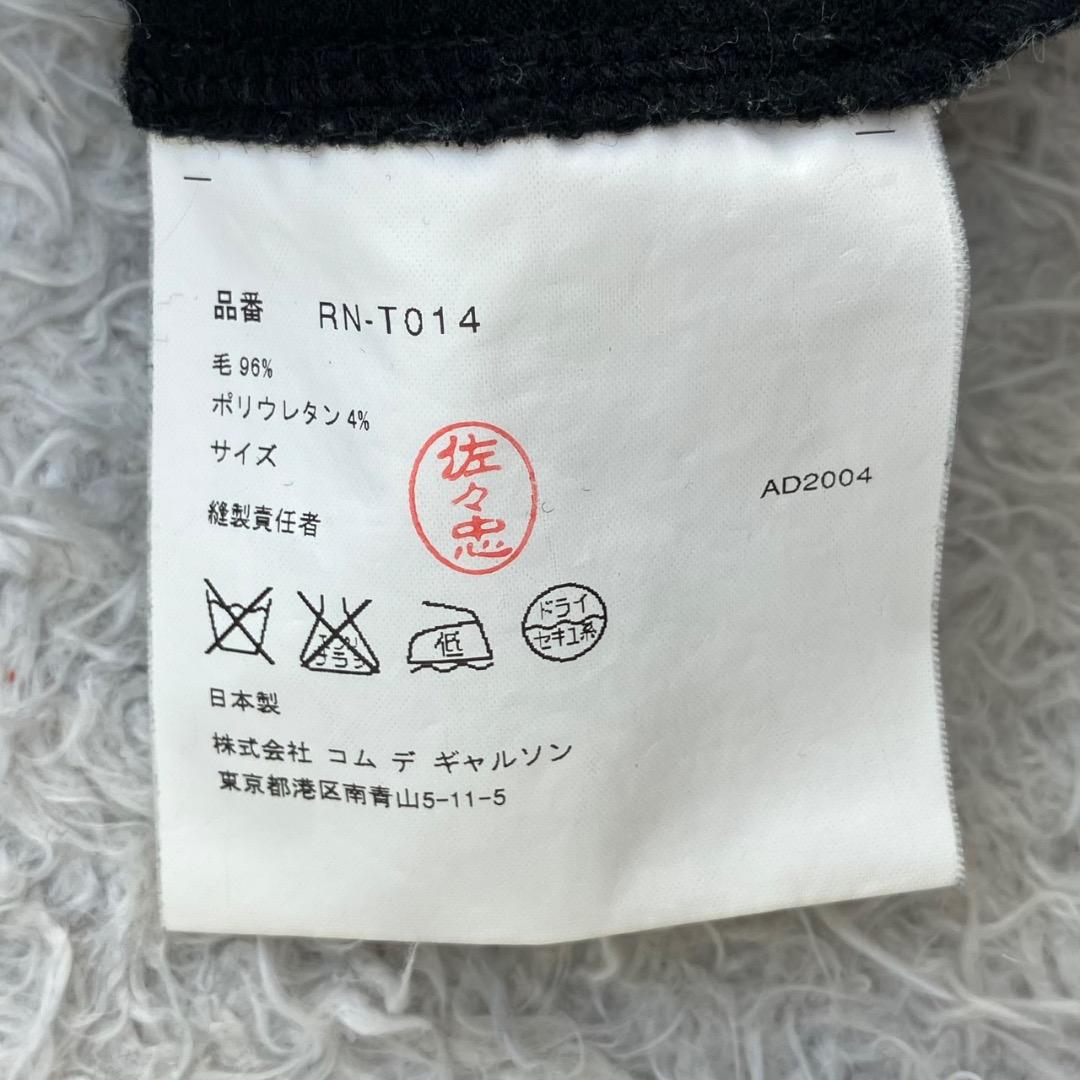 品番 RN-T014
毛 96%
ポリウレタン 4%
サイズ
縫製責任者
佐々忠
AD2004
低
ドライ
セキユ系
日本製
株式会社 コム デ ギャルソン
東京都港区南青山5-11-5